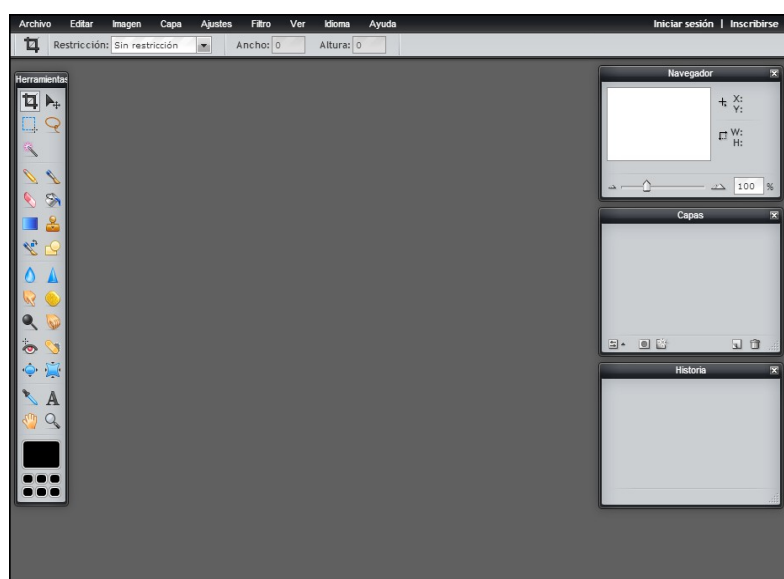 Archivo Editar Imagen Capa Ajustes Filtro Ver Idioma Ayuda Iniciar sesión | Inscribirse
Restricción: Sin restricción Ancho: 0 Altura: 0
Herramientas
Navegador
X:
Y:
W:
H:
100 %
Capas
Historia
A